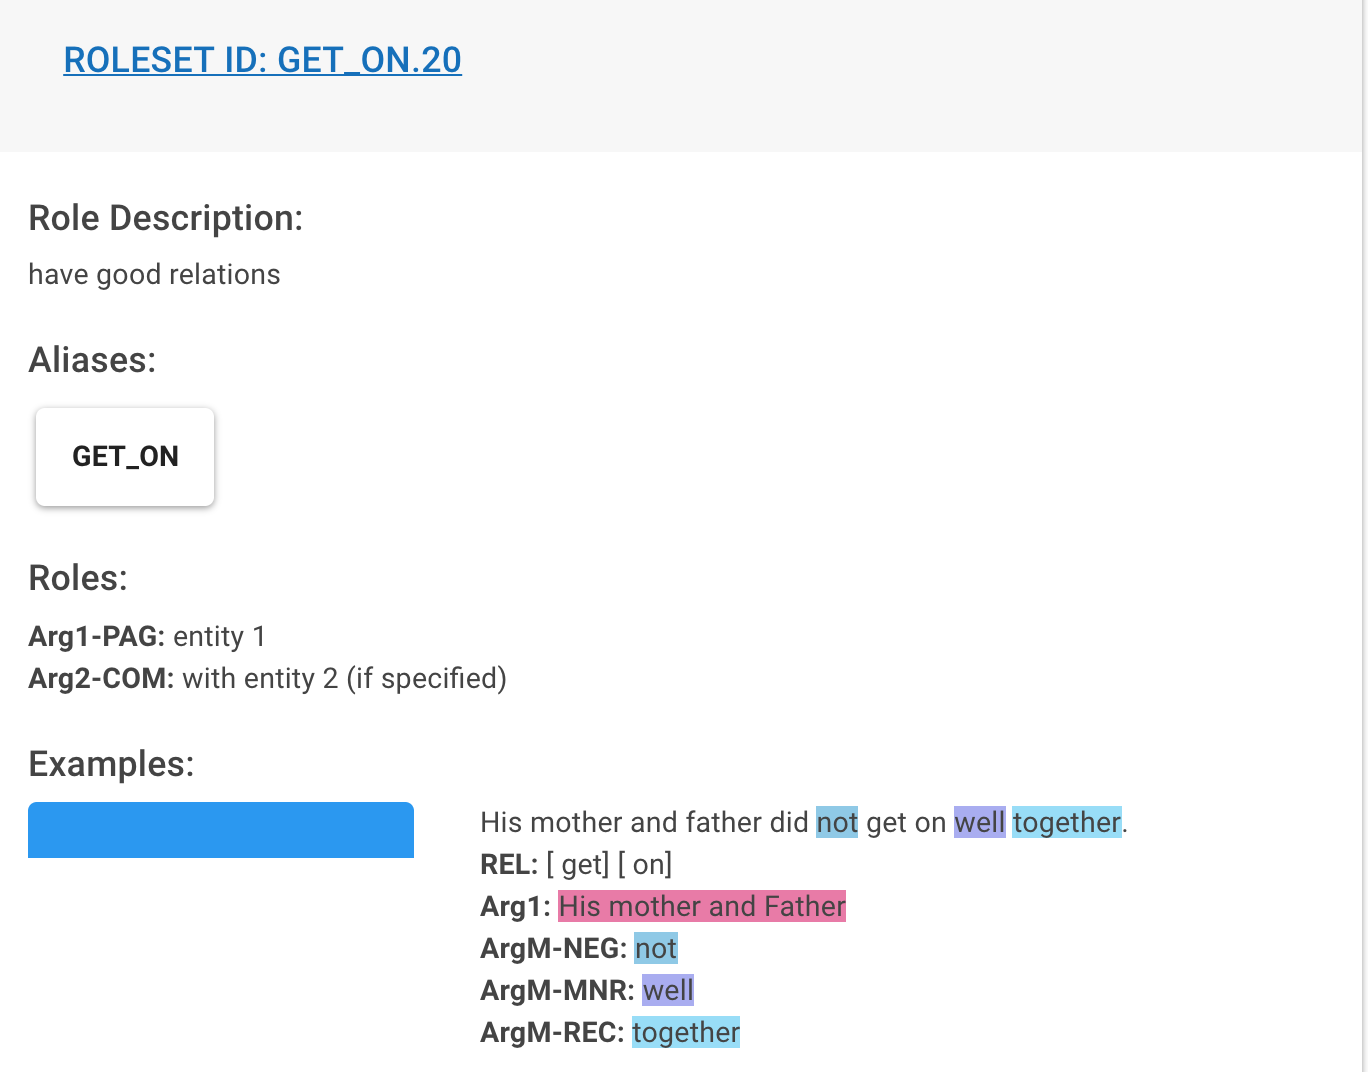 ROLESET ID: GET_ON.20
Role Description:
have good relations
Aliases:
GET_ON
Roles:
Arg1-PAG: entity 1
Arg2-COM: with entity 2 (if specified)
Examples:
His mother and father did not get on well together.
REL: [ get] [ on]
Arg1: His mother and Father
ArgM-NEG: not
ArgM-MNR: well
ArgM-REC: together